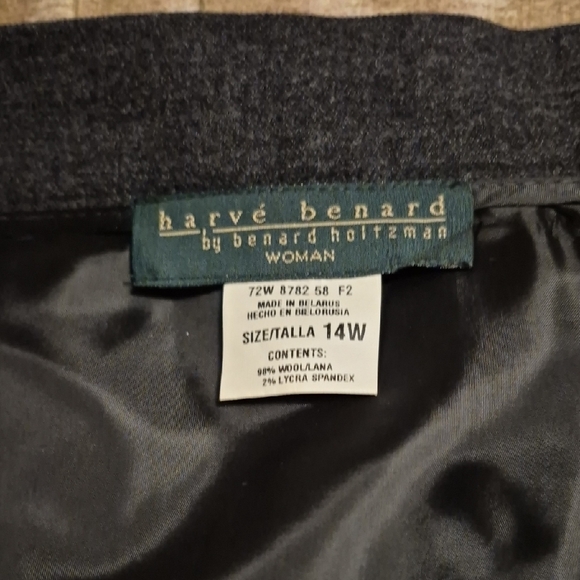 harvé benard
by benard holtzman
WOMAN
72W 8782 58 F2
MADE IN BELARUS
HECHO EN BIELORUSIA
SIZE/TALLA 14W
CONTENTS:
98% WOOL/LANA
2% LYCRA SPANDEX